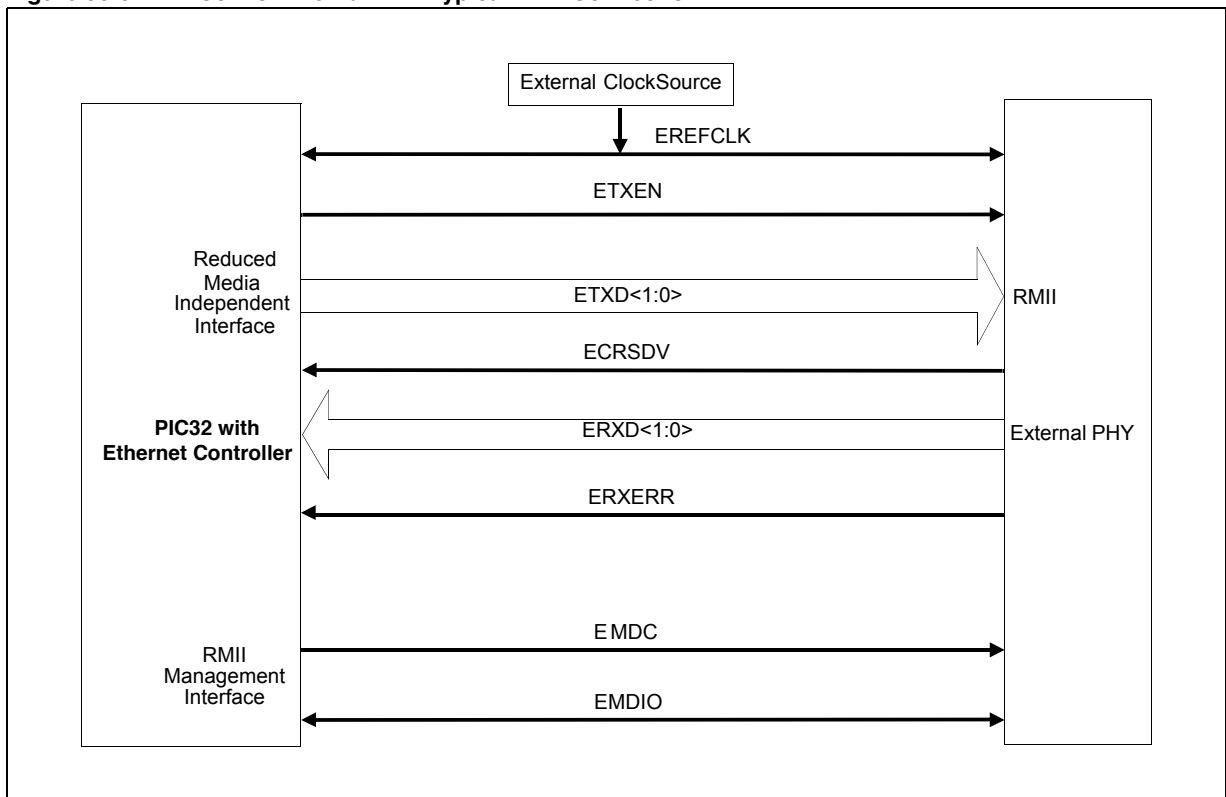 External ClockSource
EREFCLK
ETXEN
Reduced
Media
Independent
Interface
ETXD<1:0>
RMII
ECRSDV
PIC32 with
Ethernet Controller
ERXD<1:0>
External PHY
ERXERR
EMDC
RMII
Management
Interface
EMDIO